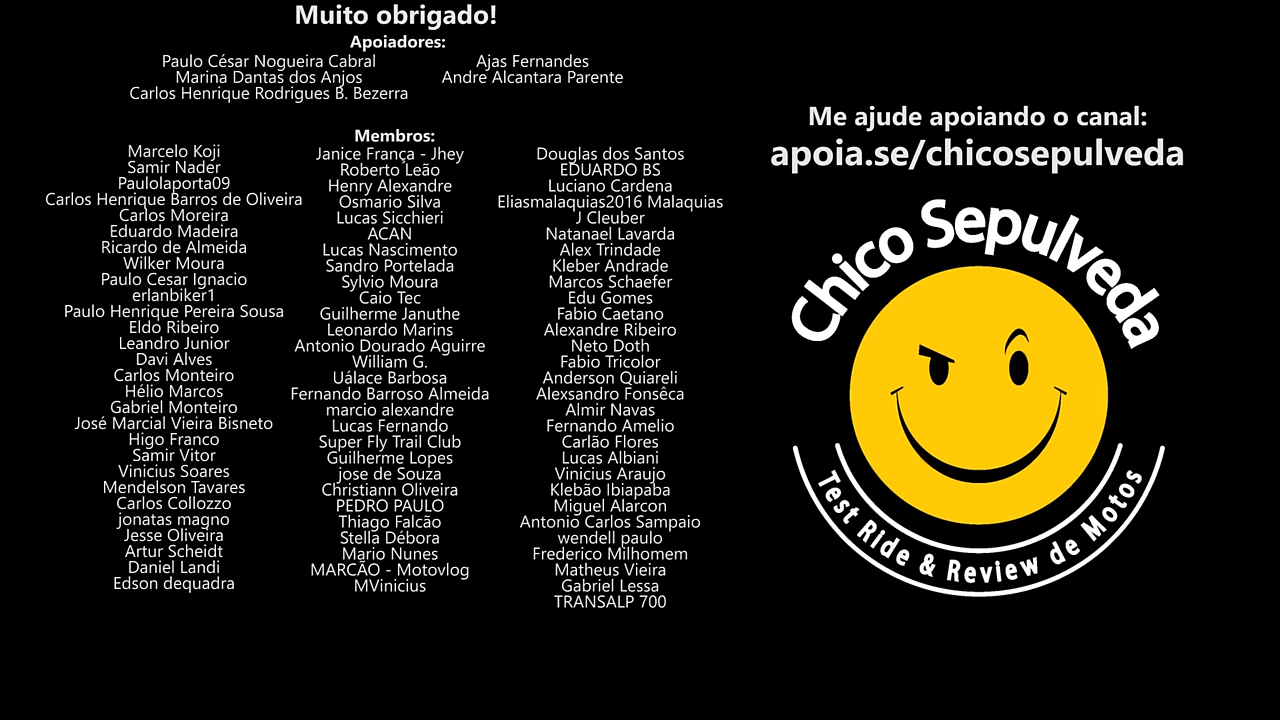 Muito obrigado!
Apoiadores:
Paulo César Nogueira Cabral
Marina Dantas dos Anjos
Carlos Henrique Rodrigues B. Bezerra
Ajas Fernandes
Andre Alcantara Parente
Membros:
Marcelo Koji
Samir Nader
Paulolaporta09
Carlos Henrique Barros de Oliveira
Carlos Moreira
Eduardo Madeira
Ricardo de Almeida
Wilker Moura
Paulo Cesar Ignacio
erlanbiker1
Paulo Henrique Pereira Sousa
Eldo Ribeiro
Leandro Junior
Davi Alves
Carlos Monteiro
Hélio Marcos
Gabriel Monteiro
José Marcial Vieira Bisneto
Higo Franco
Samir Vitor
Vinicius Soares
Mendelson Tavares
Carlos Collozzo
jonatas magno
Jesse Oliveira
Artur Scheidt
Daniel Landi
Edson dequadra
Janice França - Jhey
Roberto Leão
Henry Alexandre
Osmario Silva
Lucas Sicchieri
ACAN
Lucas Nascimento
Sandro Portelada
Sylvio Moura
Caio Tec
Guilherme Januthe
Leonardo Marins
Antonio Dourado Aguirre
William G.
Uálace Barbosa
Fernando Barroso Almeida
marcio alexandre
Lucas Fernando
Super Fly Trail Club
Guilherme Lopes
jose de Souza
Christiann Oliveira
PEDRO PAULO
Thiago Falcão
Stella Débora
Mario Nunes
MARCÃO - Motovlog
MVinicius
Douglas dos Santos
EDUARDO BS
Luciano Cardena
Eliasmalaquias2016 Malaquias
J Cleuber
Natanael Lavarda
Alex Trindade
Kleber Andrade
Marcos Schaefer
Edu Gomes
Fabio Caetano
Alexandre Ribeiro
Neto Doth
Fabio Tricolor
Anderson Quiareli
Alexsandro Fonsêca
Almir Navas
Fernando Amelio
Carlão Flores
Lucas Albiani
Vinicius Araujo
Klebão Ibiapaba
Miguel Alarcon
Antonio Carlos Sampaio
wendell paulo
Frederico Milhomem
Matheus Vieira
Gabriel Lessa
TRANSALP 700
Me ajude apoiando o canal:
apoia.se/chicosepulveda
Chico Sepulveda
Test Ride & Review de Motos